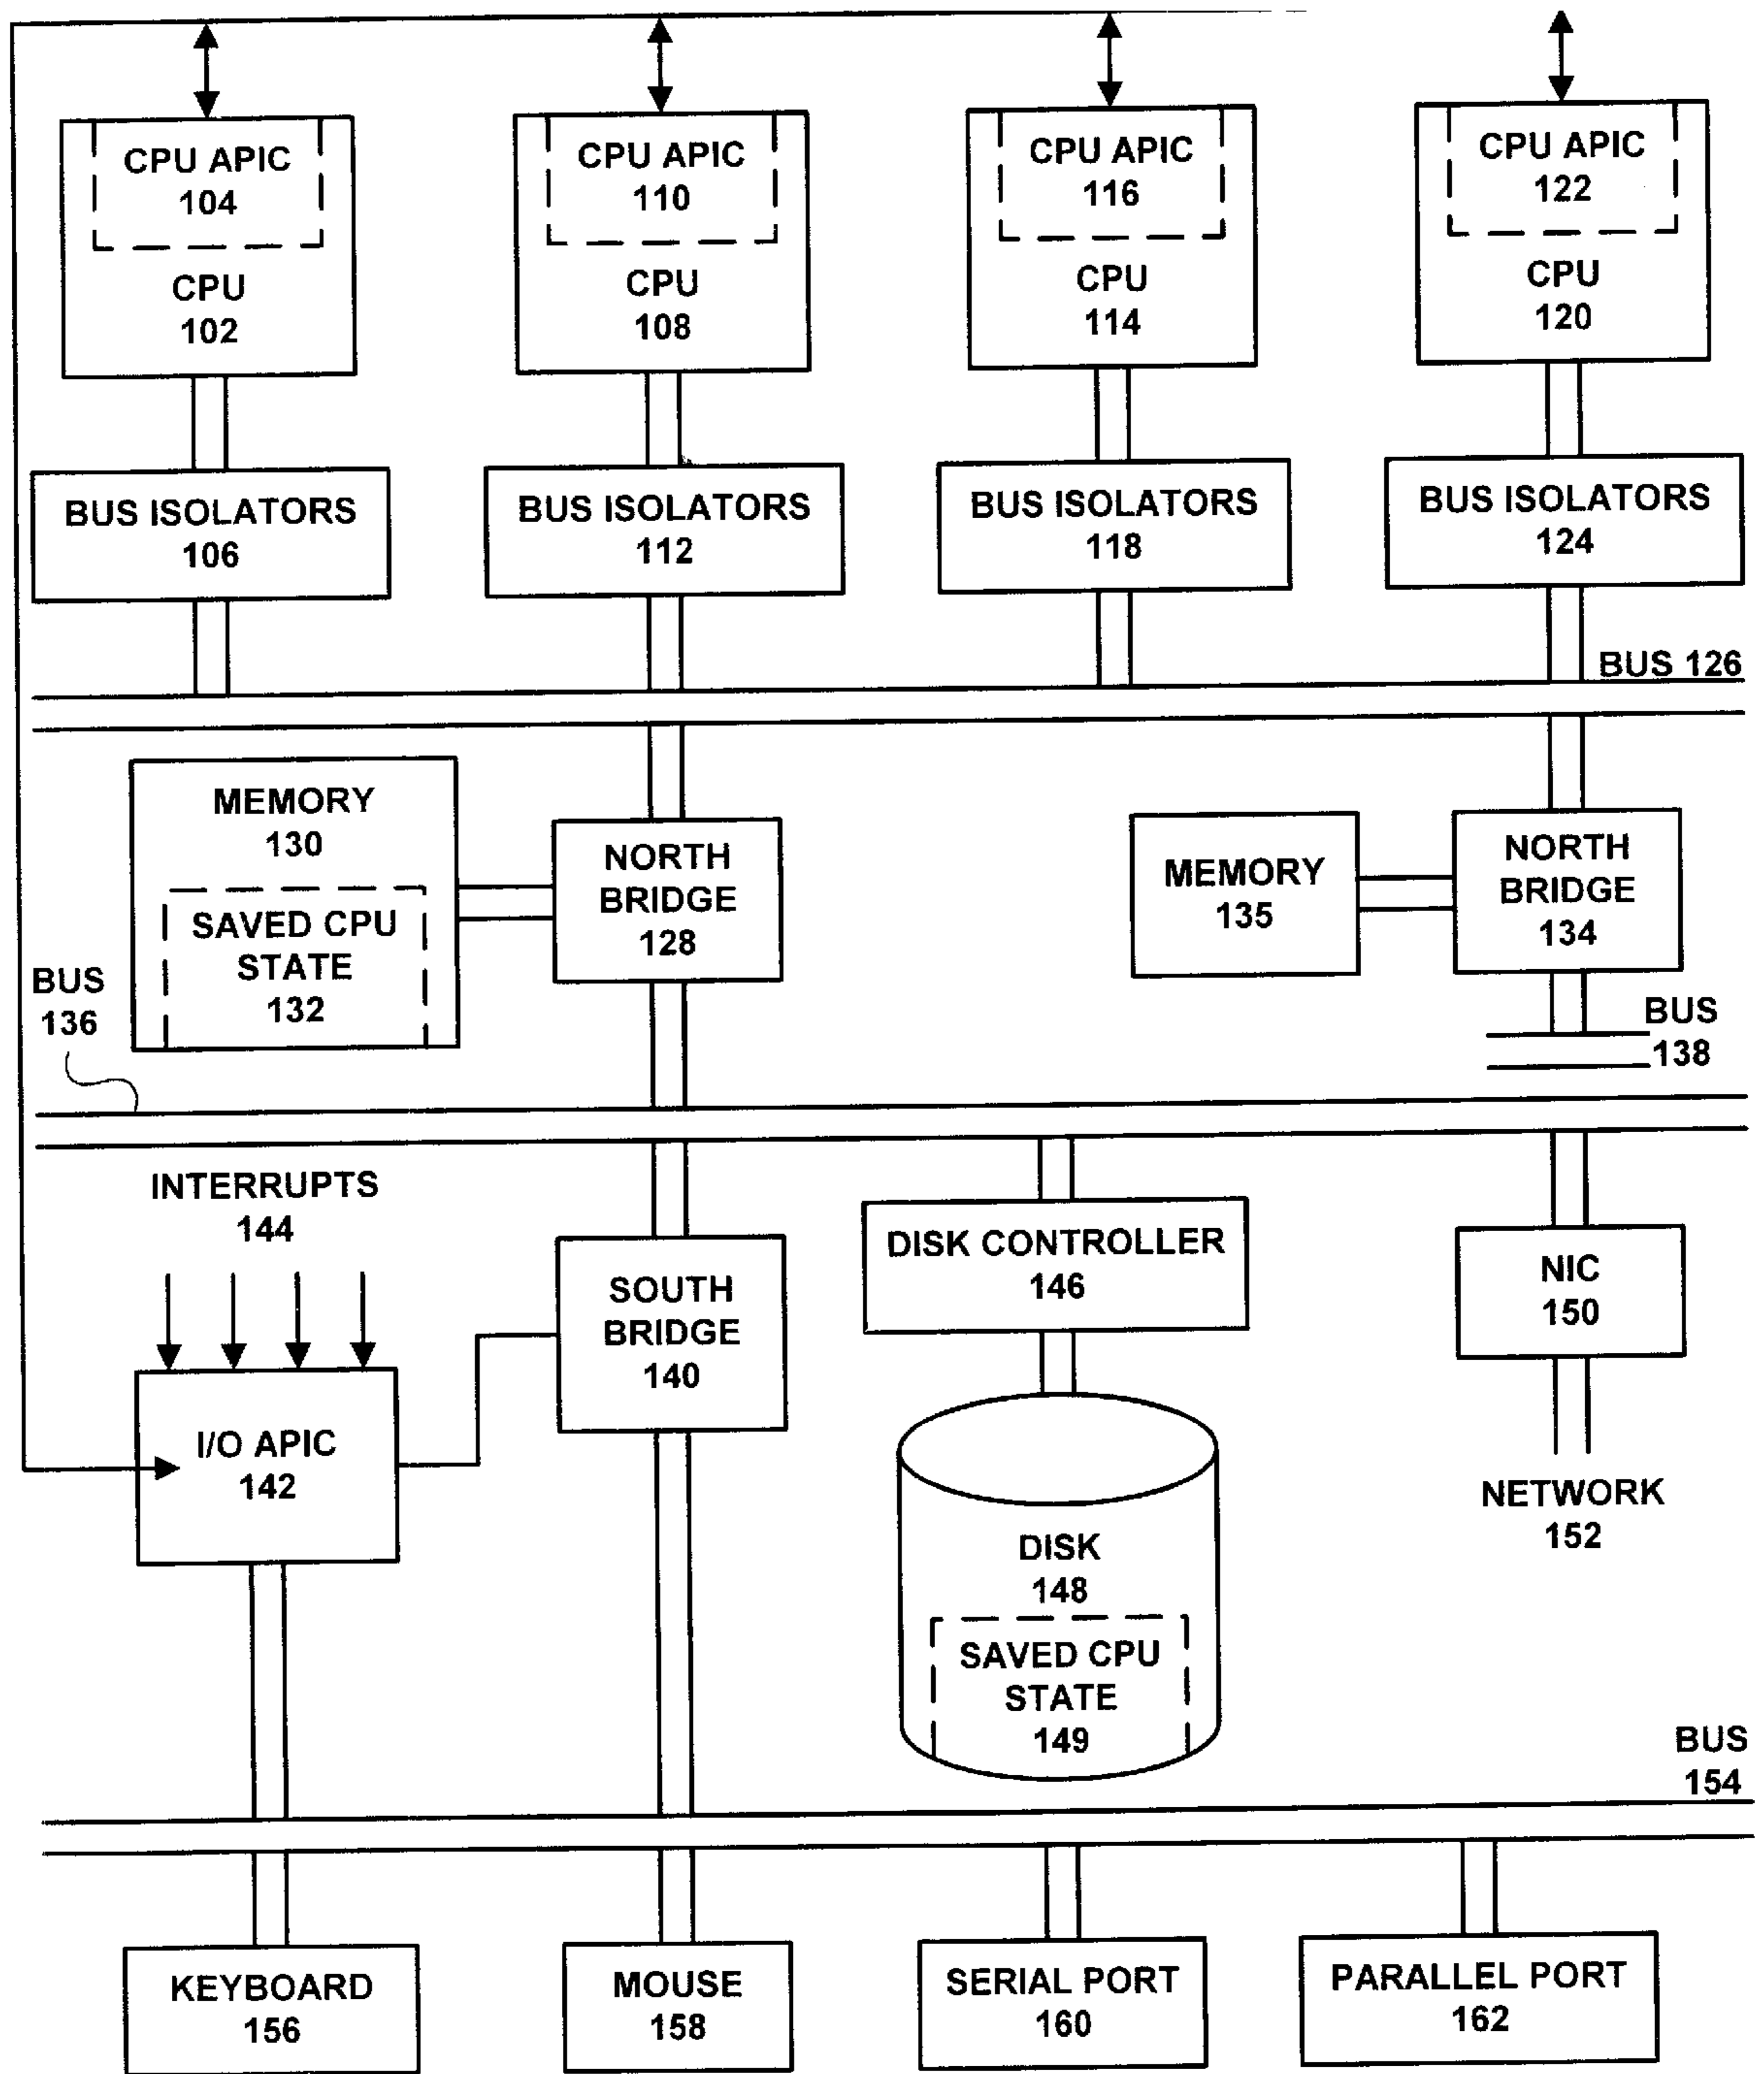 CPU APIC
104
CPU
102
CPU APIC
110
CPU
108
CPU APIC
116
CPU
114
CPU APIC
122
CPU
120
BUS ISOLATORS
106
BUS ISOLATORS
112
BUS ISOLATORS
118
BUS ISOLATORS
124
BUS 126
MEMORY
130
SAVED CPU
STATE
132
NORTH
BRIDGE
128
MEMORY
135
NORTH
BRIDGE
134
BUS
136
BUS
138
INTERRUPTS
144
SOUTH
BRIDGE
140
DISK CONTROLLER
146
NIC
150
I/O APIC
142
NETWORK
152
DISK
148
SAVED CPU
STATE
149
BUS
154
KEYBOARD
156
MOUSE
158
SERIAL PORT
160
PARALLEL PORT
162